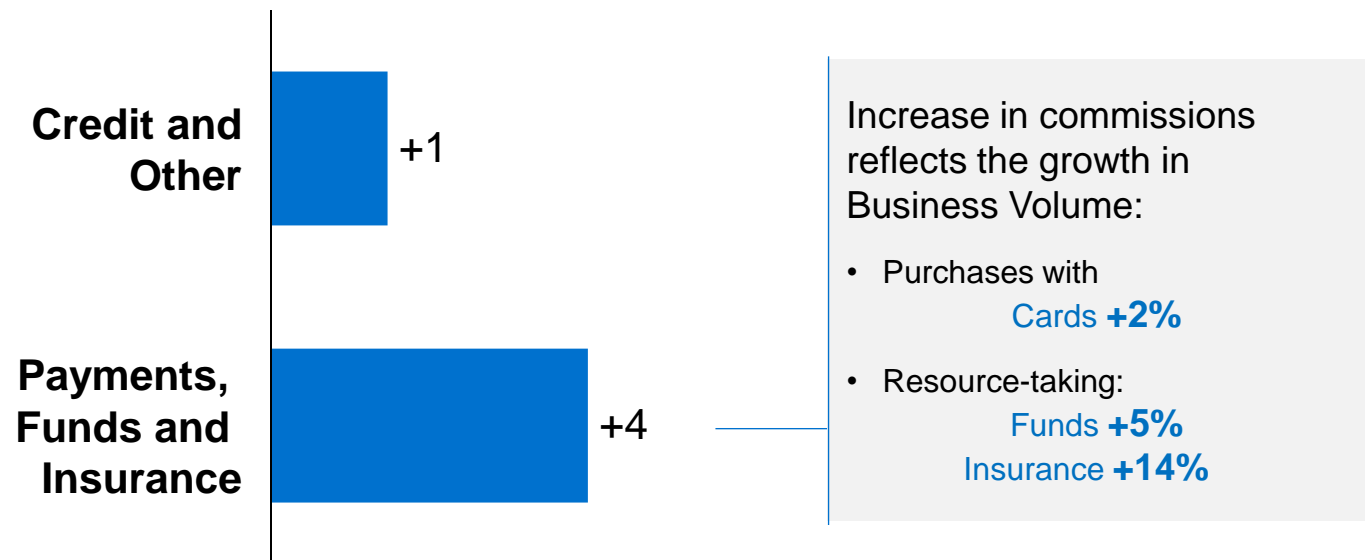 Credit and
Other
+1
Payments,
Funds and
Insurance
+4
Increase in commissions
reflects the growth in
Business Volume:
• Purchases with
Cards +2%
• Resource-taking:
Funds +5%
Insurance +14%